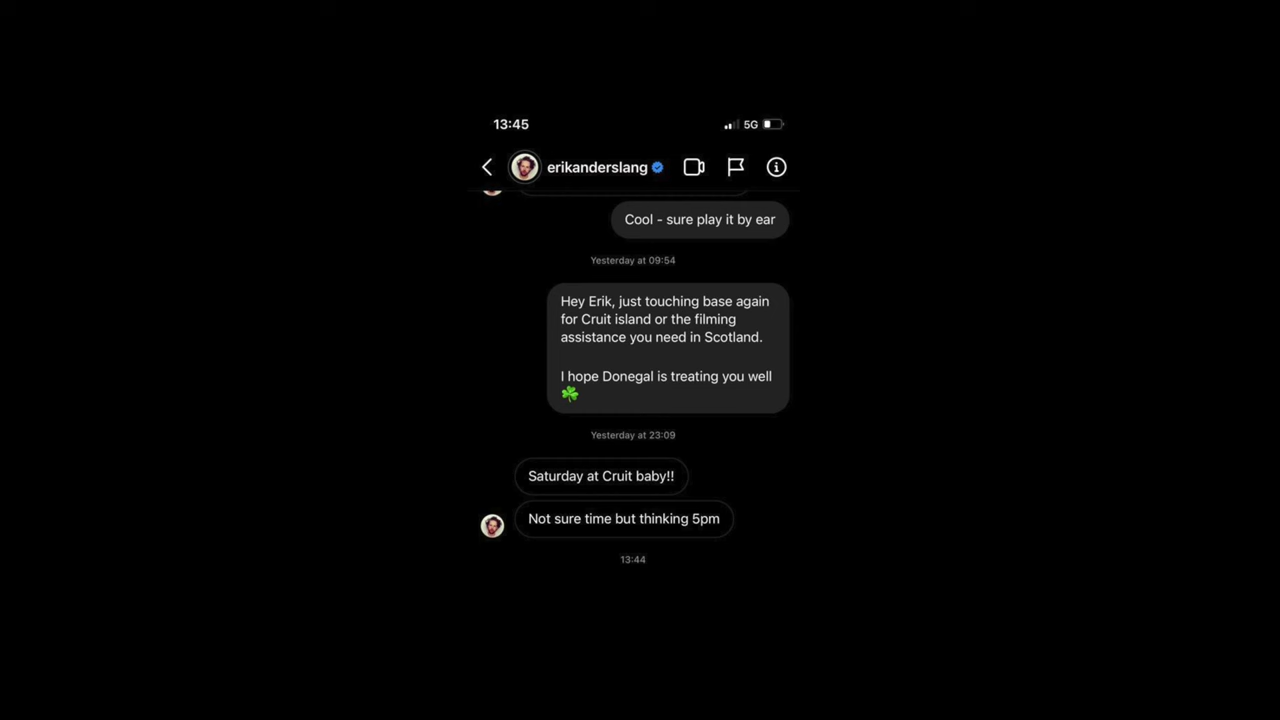 13:45
5G
erikanderslang
Cool - sure play it by ear
Yesterday at 09:54
Hey Erik, just touching base again
for Cruit island or the filming
assistance you need in Scotland.
I hope Donegal is treating you well
☘️
Yesterday at 23:09
Saturday at Cruit baby!!
Not sure time but thinking 5pm
13:44